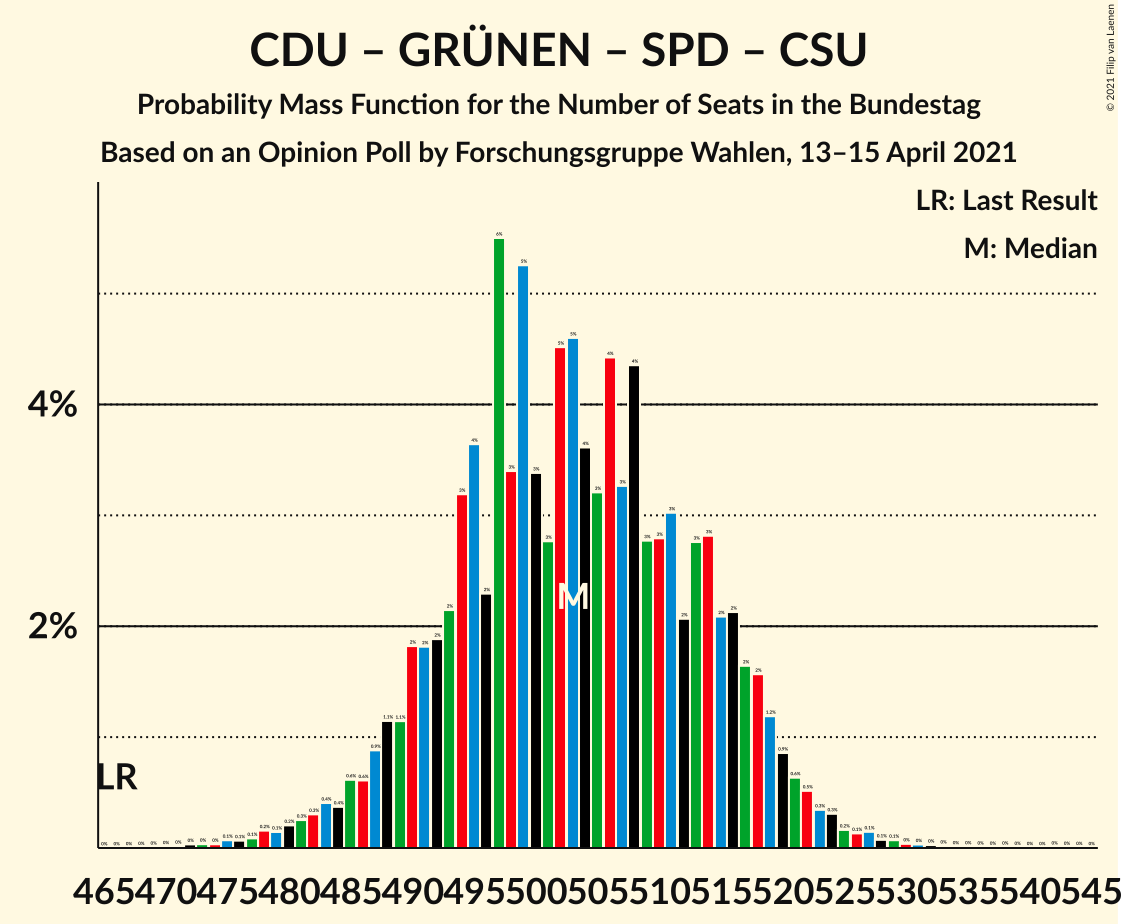 CDU – GRÜNEN – SPD – CSU
Probability Mass Function for the Number of Seats in the Bundestag
Based on an Opinion Poll by Forschungsgruppe Wahlen, 13–15 April 2021
© 2021 Filip van Laenen
LR: Last Result
M: Median
4%
2%
LR
M
465470475480485490495500505510515520525530535540545